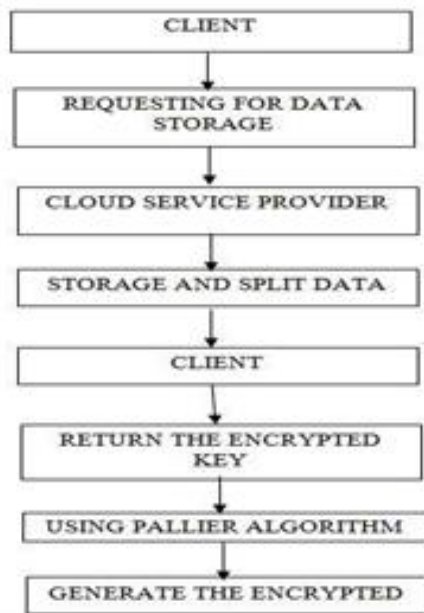 CLIENT
REQUESTING FOR DATA
STORAGE
CLOUD SERVICE PROVIDER
STORAGE AND SPLIT DATA
CLIENT
RETURN THE ENCRYPTED
KEY
USING PALLIER ALGORITHM
GENERATE THE ENCRYPTED